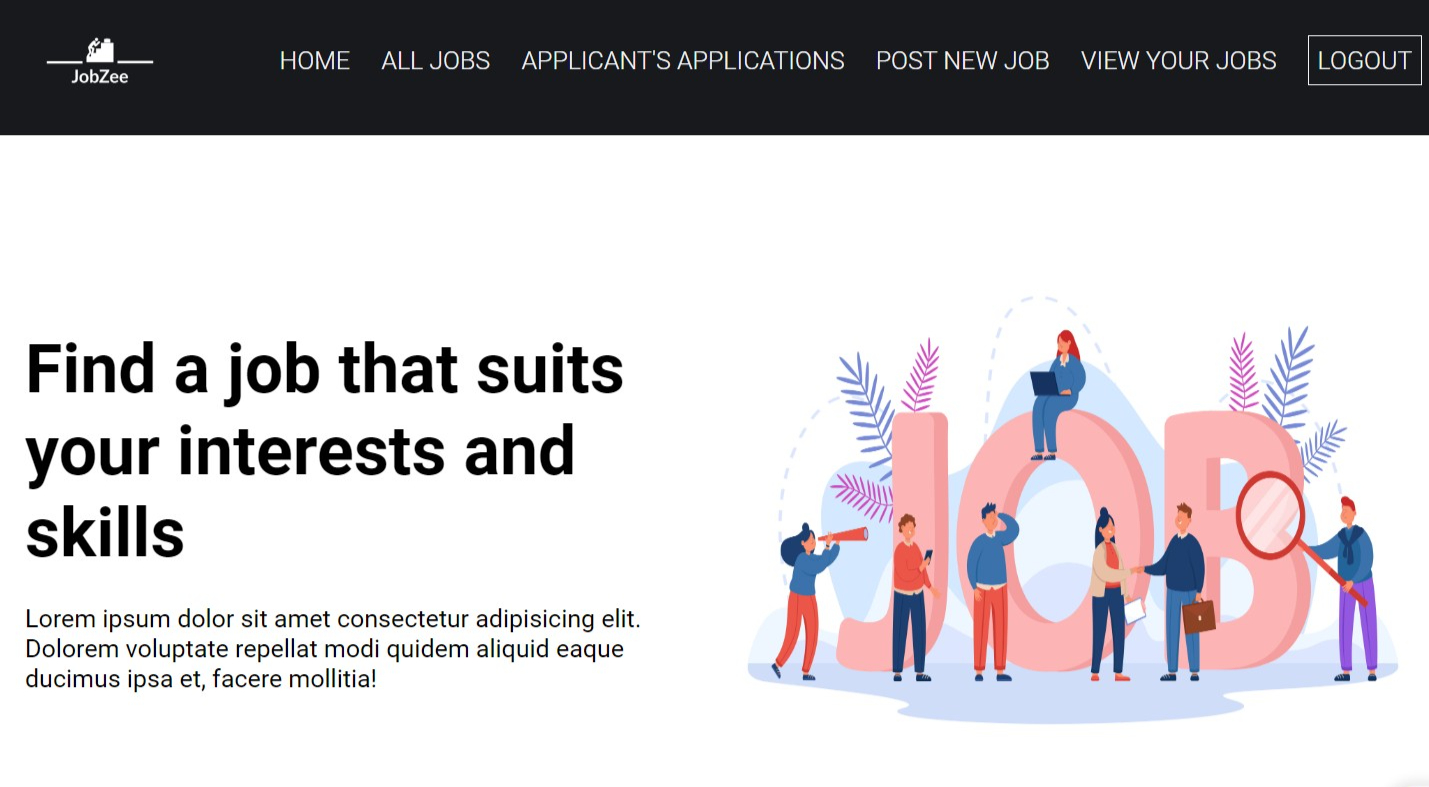 JobZee
HOME ALL JOBS APPLICANT'S APPLICATIONS POST NEW JOB VIEW YOUR JOBS LOGOUT
Find a job that suits
your interests and
skills
Lorem ipsum dolor sit amet consectetur adipisicing elit.
Dolorem voluptate repellat modi quidem aliquid eaque
ducimus ipsa et, facere mollitia!
JOB